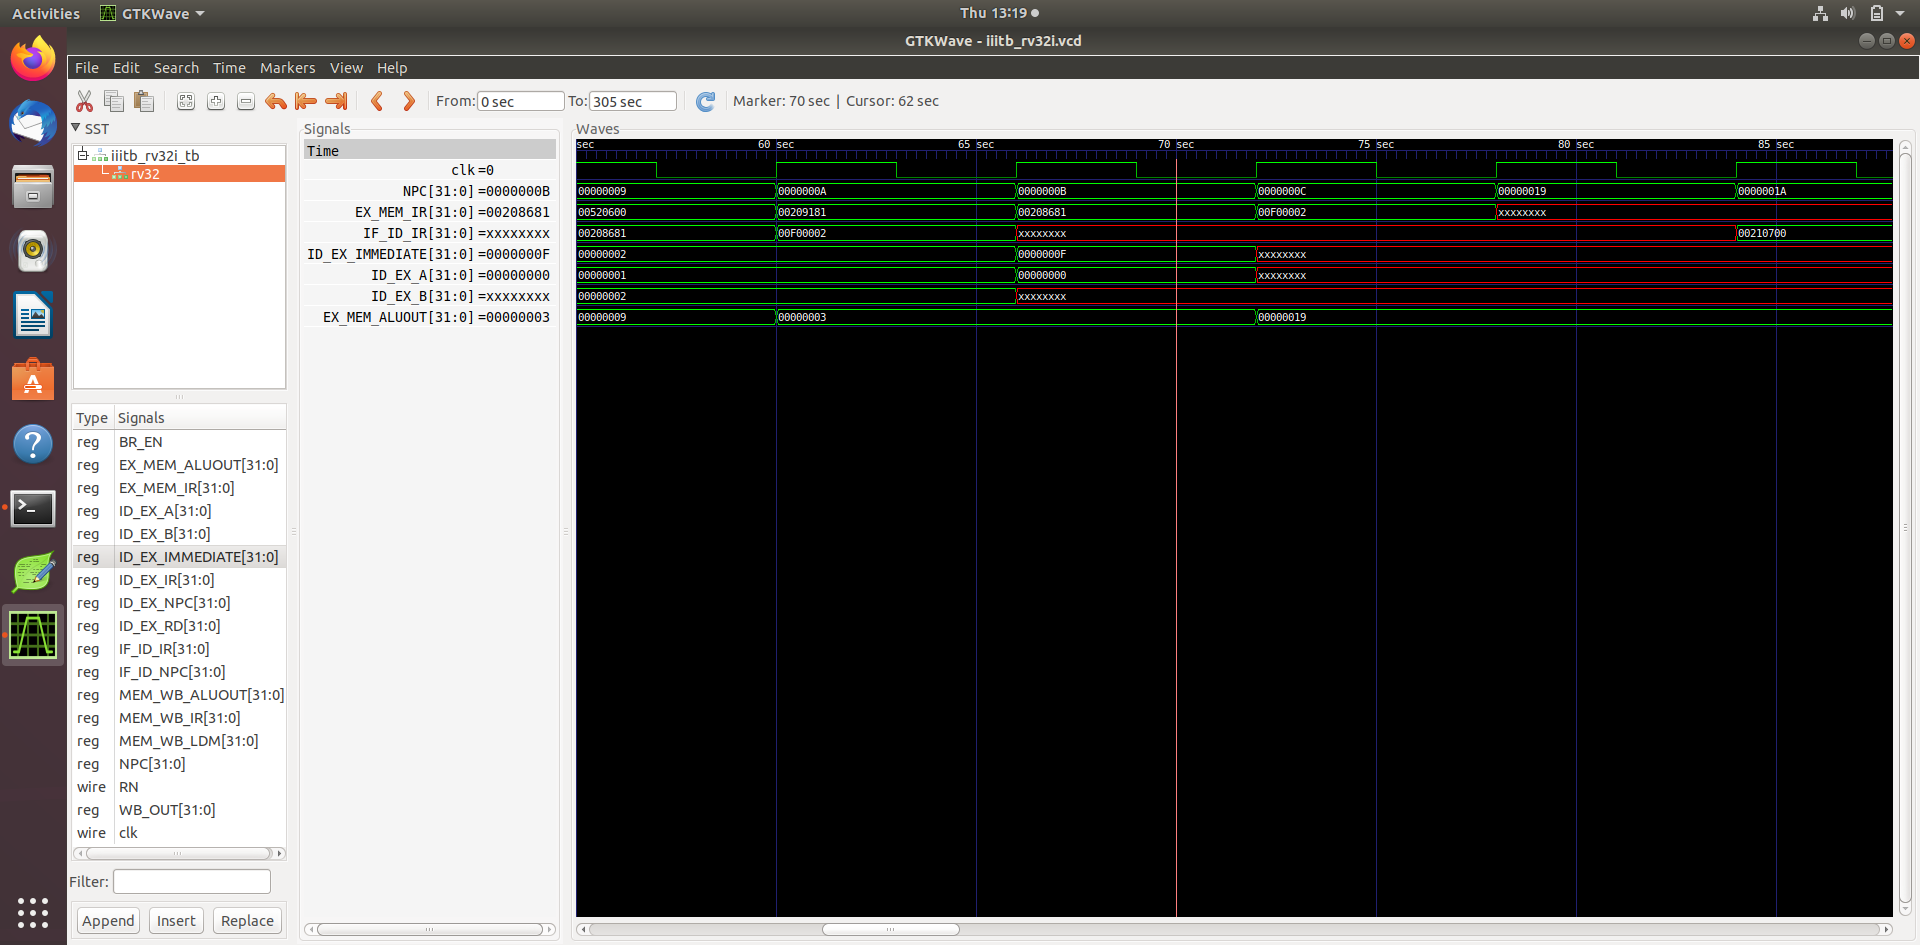 Activities GTKWave Thu 13:19
GTKWave - iiitb_rv32i.vcd
File Edit Search Time Markers View Help
From: 0 sec To: 305 sec Marker: 70 sec | Cursor: 62 sec
SST
iiitb_rv32i_tb
rv32
Type Signals
reg BR_EN
reg EX_MEM_ALUOUT[31:0]
reg EX_MEM_IR[31:0]
reg ID_EX_A[31:0]
reg ID_EX_B[31:0]
reg ID_EX_IMMEDIATE[31:0]
reg ID_EX_IR[31:0]
reg ID_EX_NPC[31:0]
reg ID_EX_RD[31:0]
reg IF_ID_IR[31:0]
reg IF_ID_NPC[31:0]
reg MEM_WB_ALUOUT[31:0]
reg MEM_WB_IR[31:0]
reg MEM_WB_LDM[31:0]
reg NPC[31:0]
wire RN
reg WB_OUT[31:0]
wire clk
Filter:
Append Insert Replace
Signals
Time
clk =0
NPC[31:0] =0000000B
EX_MEM_IR[31:0] =00208681
IF_ID_IR[31:0] =xxxxxxxx
ID_EX_IMMEDIATE[31:0] =0000000F
ID_EX_A[31:0] =00000000
ID_EX_B[31:0] =xxxxxxxx
EX_MEM_ALUOUT[31:0] =00000003
Waves
sec 60 sec 65 sec 70 sec 75 sec 80 sec 85 sec
00000009 0000000A 0000000B 0000000C 00000019 0000001A
00520600 00209181 00208681 00F00002 xxxxxxxx
00208681 00F00002 xxxxxxxx 00210700
00000002 0000000F xxxxxxxx
00000001 00000000 xxxxxxxx
00000002 xxxxxxxx
00000009 00000003 00000019